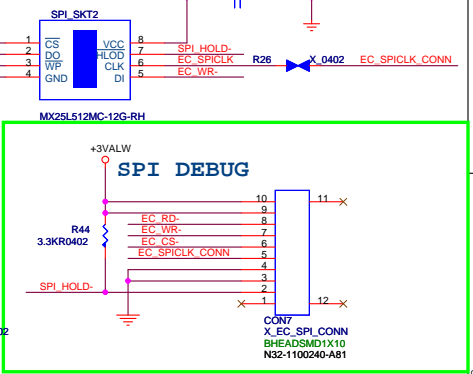 SPI_SKT2
1 CS VCC 8
2 DO HLOD 7 SPI_HOLD-
3 WP CLK 6 EC_SPICLK R26 X_0402 EC_SPICLK_CONN
4 GND DI 5 EC_WR-
MX25L512MC-12G-RH
+3VALW
SPI DEBUG
10 11
9
EC_RD- 8
R44 EC_WR- 7
3.3KR0402 EC_CS- 6
EC_SPICLK_CONN 5
4
3
SPI_HOLD- 2
1 12
02
CON7
X_EC_SPI_CONN
BHEADSMD1X10
N32-1100240-A81